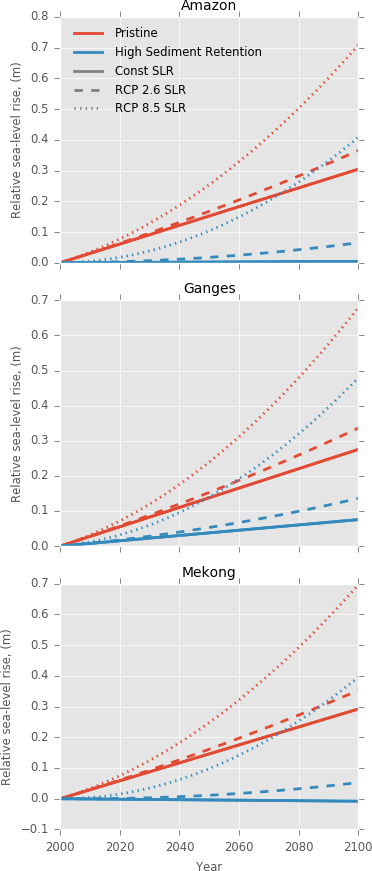 Amazon
0.8
0.7
0.6
0.5
0.4
0.3
0.2
0.1
0.0
Relative sea-level rise, (m)
Pristine
High Sediment Retention
Const SLR
RCP 2.6 SLR
RCP 8.5 SLR
Ganges
0.7
0.6
0.5
0.4
0.3
0.2
0.1
0.0
Relative sea-level rise, (m)
Mekong
0.7
0.6
0.5
0.4
0.3
0.2
0.1
0.0
−0.1
Relative sea-level rise, (m)
2000 2020 2040 2060 2080 2100
Year